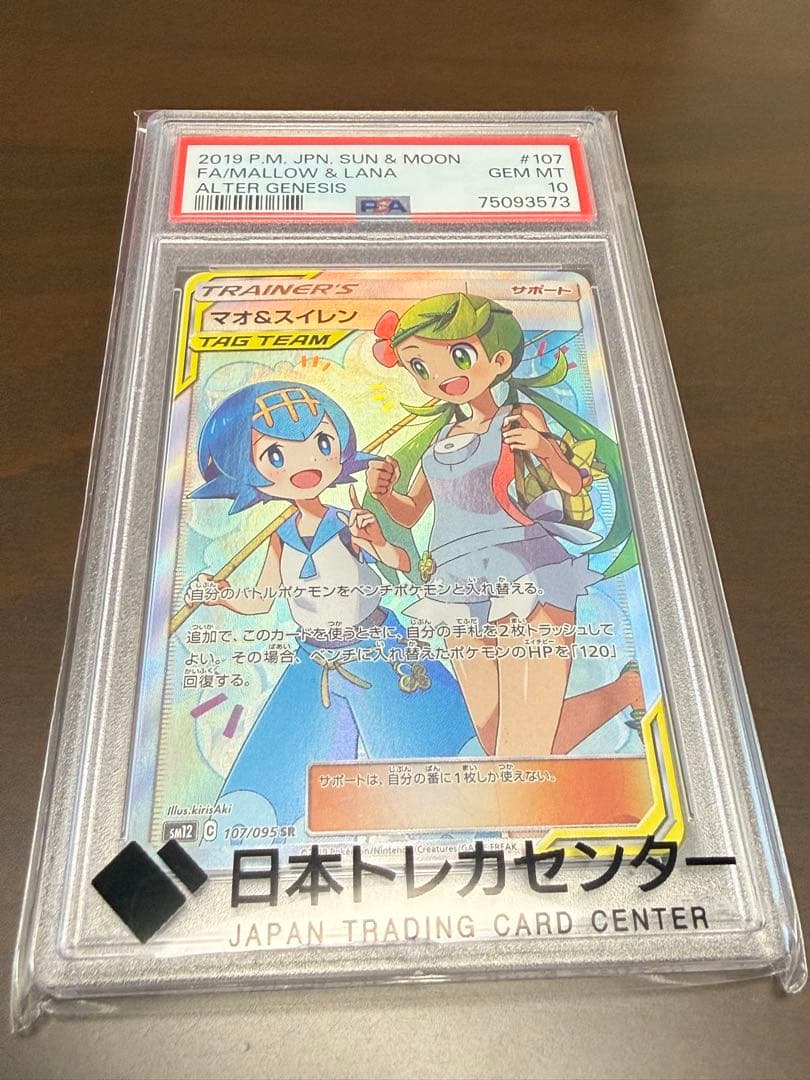 2019 P.M. JPN. SUN & MOON #107
FA/MALLOW & LANA GEM MT
ALTER GENESIS 10
PSA 75093573
TRAINER'S サポート
マオ&スイレン
TAG TEAM
自分のバトルポケモンをベンチポケモンと入れ替える。
追加で、このカードを使うときに、自分の手札を2枚トラッシュして
よい。その場合、ベンチに入れ替えたポケモンのHPを「120」
回復する。
サポートは、自分の番に1枚しか使えない。
Illus.kirisAki
SM12 C 107/095 SR
Pokémon/Nintendo/Creatures/GAME FREAK
日本トレカセンター
JAPAN TRADING CARD CENTER